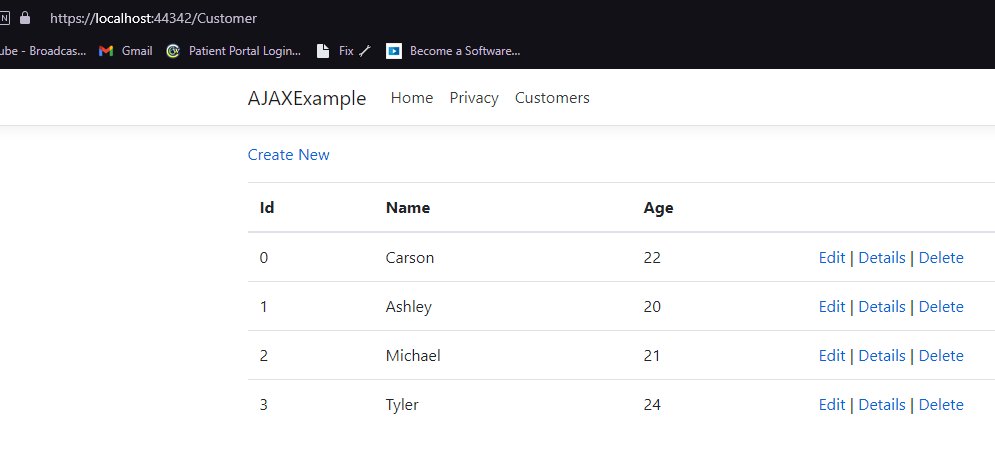 N https://localhost:44342/Customer
ube - Broadcas... Gmail Patient Portal Login... Fix Become a Software...
AJAXExample Home Privacy Customers
Create New
Id Name Age
0 Carson 22 Edit | Details | Delete
1 Ashley 20 Edit | Details | Delete
2 Michael 21 Edit | Details | Delete
3 Tyler 24 Edit | Details | Delete